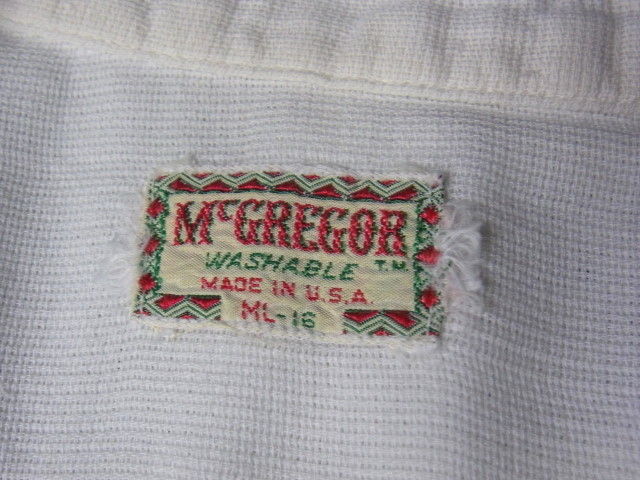 McGREGOR
WASHABLE T.M.
MADE IN U.S.A.
ML-16